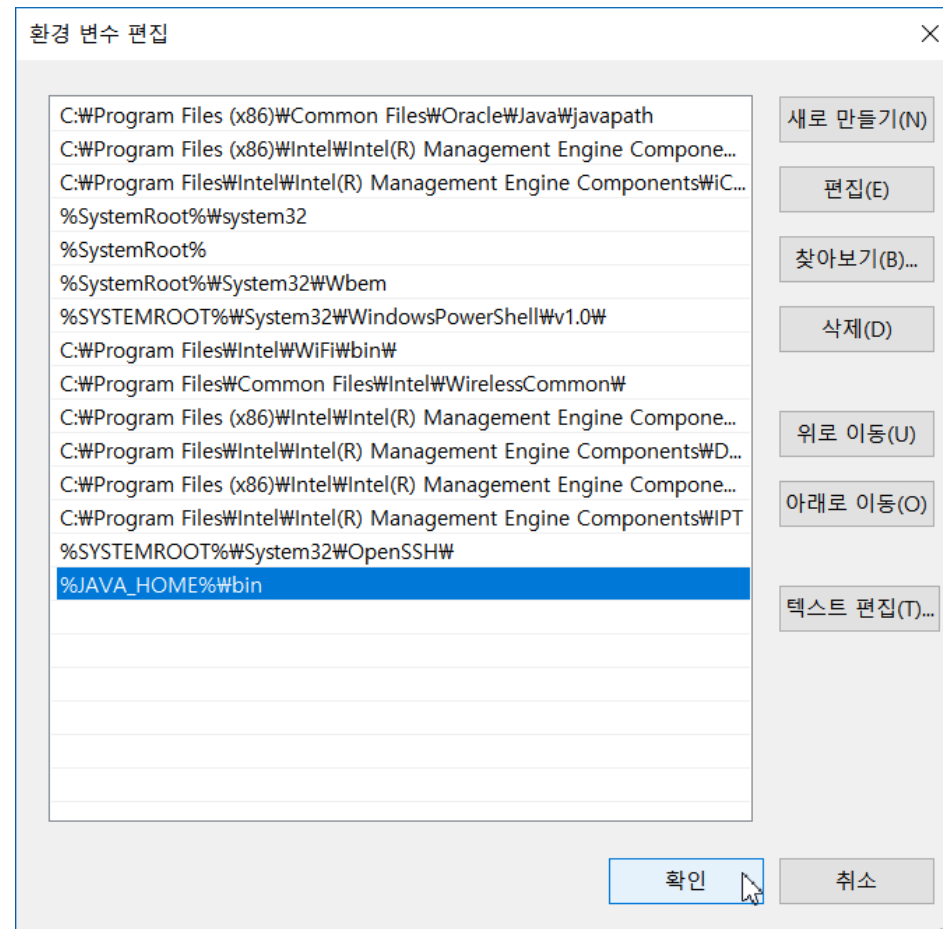 환경 변수 편집
C:₩Program Files (x86)₩Common Files₩Oracle₩Java₩javapath
C:₩Program Files (x86)₩Intel₩Intel(R) Management Engine Compone...
C:₩Program Files₩Intel₩Intel(R) Management Engine Components₩iC...
%SystemRoot%₩system32
%SystemRoot%
%SystemRoot%₩System32₩Wbem
%SYSTEMROOT%₩System32₩WindowsPowerShell₩v1.0₩
C:₩Program Files₩Intel₩WiFi₩bin₩
C:₩Program Files₩Common Files₩Intel₩WirelessCommon₩
C:₩Program Files (x86)₩Intel₩Intel(R) Management Engine Compone...
C:₩Program Files₩Intel₩Intel(R) Management Engine Components₩D...
C:₩Program Files (x86)₩Intel₩Intel(R) Management Engine Compone...
C:₩Program Files₩Intel₩Intel(R) Management Engine Components₩IPT
%SYSTEMROOT%₩System32₩OpenSSH₩
%JAVA_HOME%₩bin
새로 만들기(N)
편집(E)
찾아보기(B)...
삭제(D)
위로 이동(U)
아래로 이동(O)
텍스트 편집(T)...
확인
취소